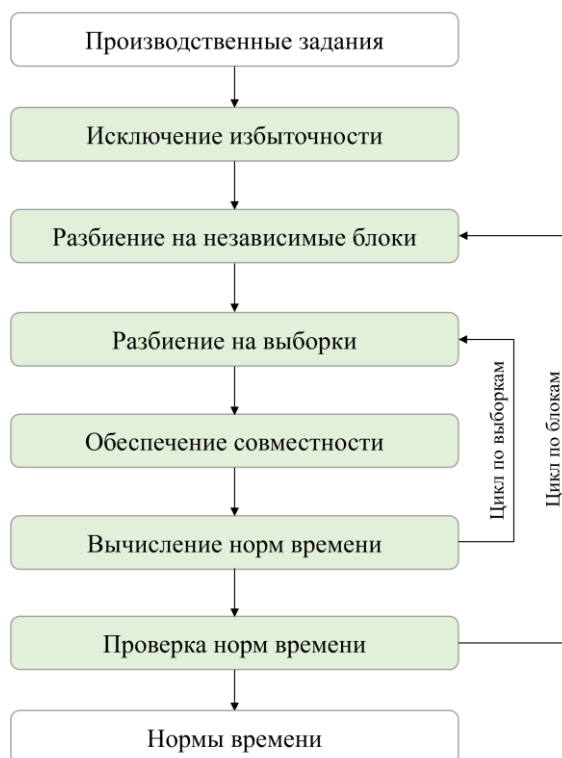 Производственные задания
Исключение избыточности
Разбиение на независимые блоки
Разбиение на выборки
Обеспечение совместности
Вычисление норм времени
Проверка норм времени
Нормы времени
Цикл по выборкам
Цикл по блокам